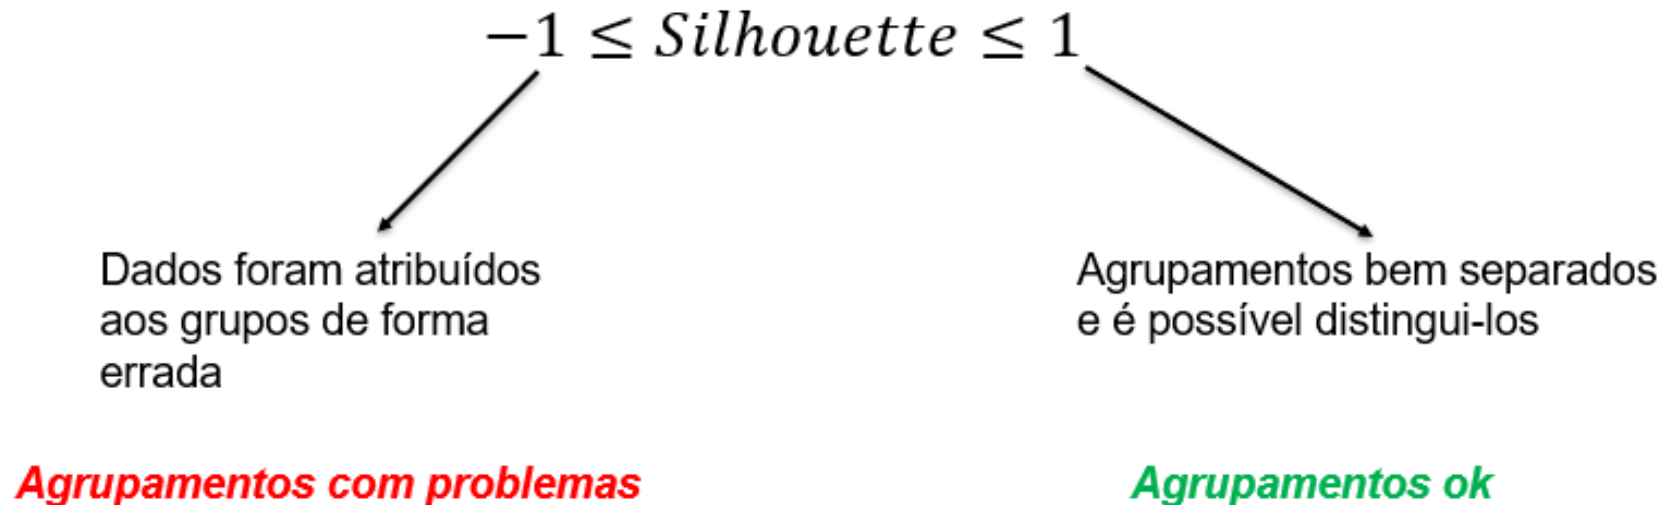 −1 ≤ Silhouette ≤ 1
Dados foram atribuídos
aos grupos de forma
errada
Agrupamentos bem separados
e é possível distingui-los
Agrupamentos com problemas
Agrupamentos ok